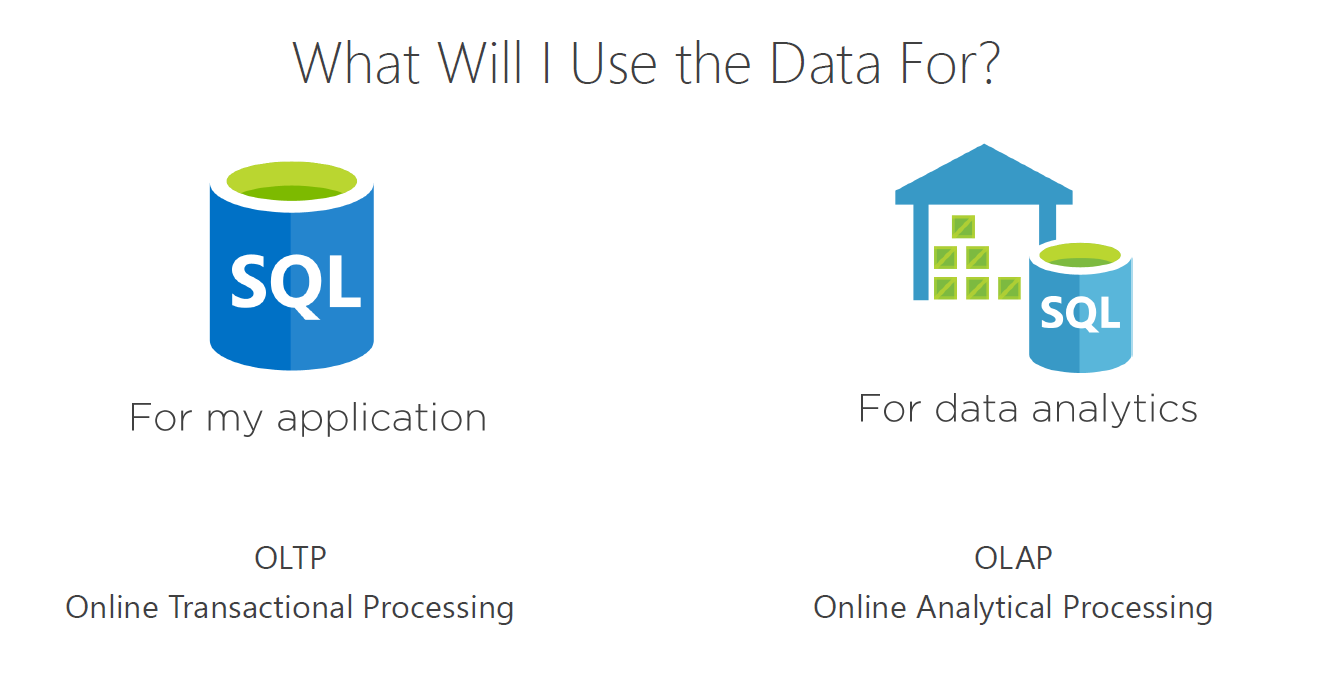 What Will I Use the Data For?
SQL
SQL
For my application
For data analytics
OLTP
Online Transactional Processing
OLAP
Online Analytical Processing